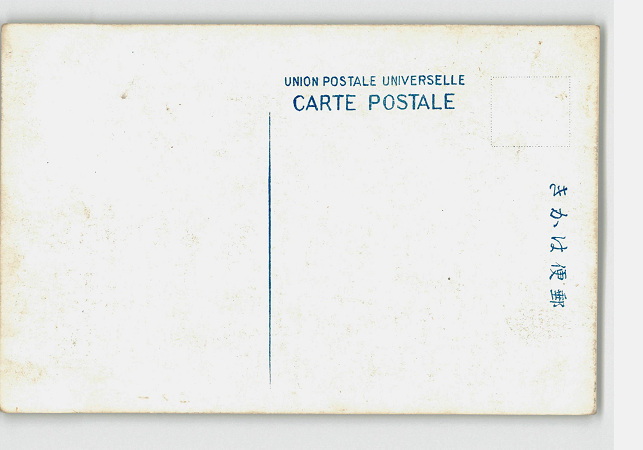 UNION POSTALE UNIVERSELLE
CARTE POSTALE
郵便はかき